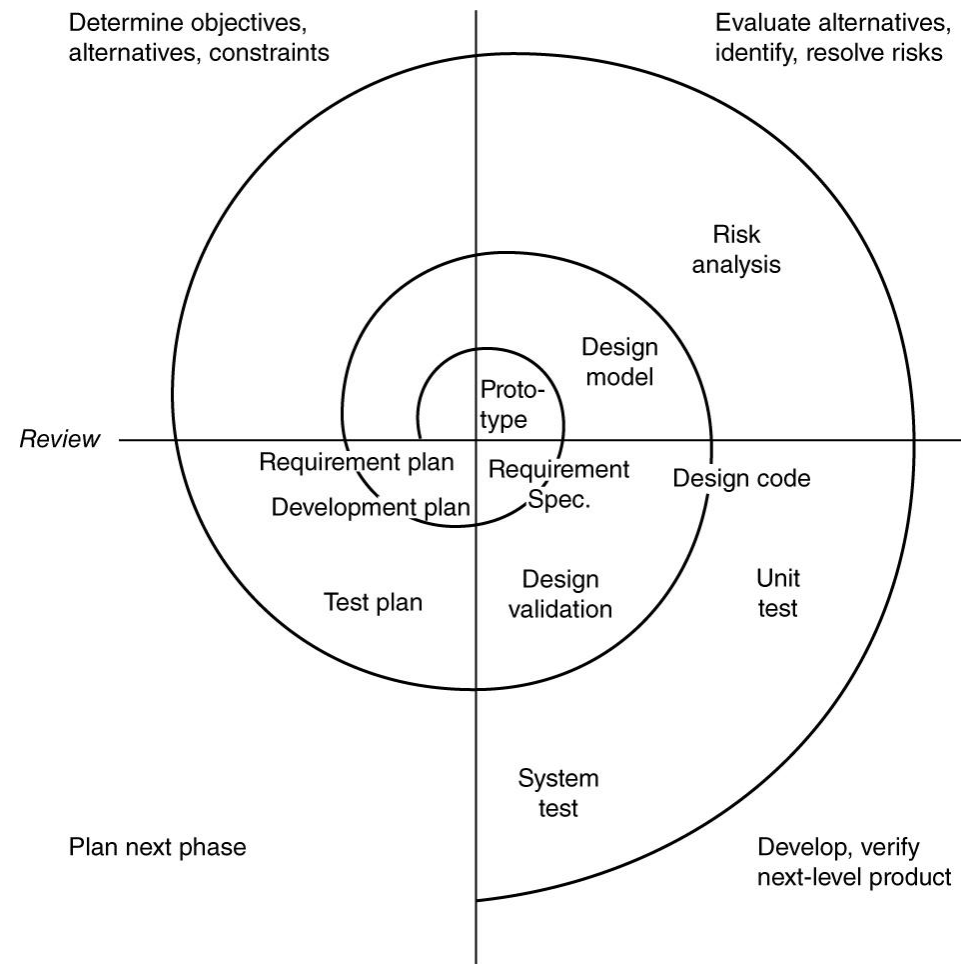 Determine objectives,
alternatives, constraints
Evaluate alternatives,
identify, resolve risks
Risk
analysis
Design
model
Proto-
type
Review
Requirement plan
Requirement
Spec.
Design code
Development plan
Test plan
Design
validation
Unit
test
System
test
Plan next phase
Develop, verify
next-level product